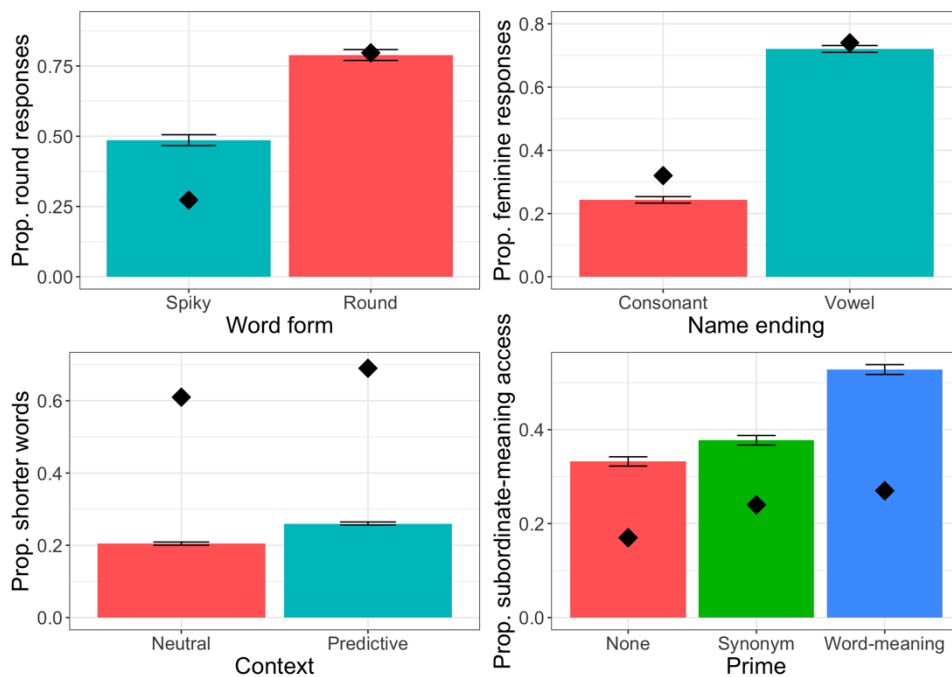 Prop. round responses
0.75
0.50
0.25
0.00
Spiky Round
Word form
Prop. feminine responses
0.8
0.6
0.4
0.2
0.0
Consonant Vowel
Name ending
Prop. shorter words
0.6
0.4
0.2
0.0
Neutral Predictive
Context
Prop. subordinate-meaning access
0.4
0.2
0.0
None Synonym Word-meaning
Prime